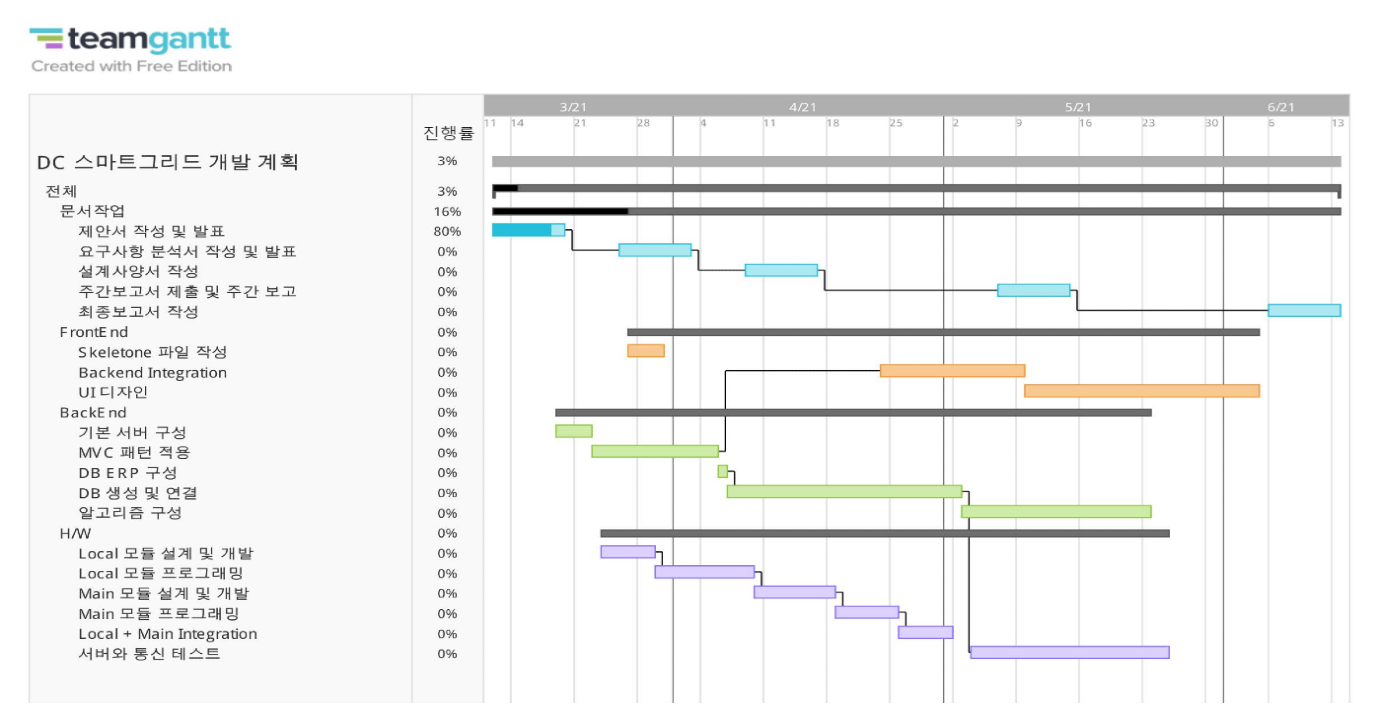 teamgantt
Created with Free Edition
3/21 4/21 5/21 6/21
진행률 11 14 21 28 4 11 18 25 2 9 16 23 30 6 13
DC 스마트그리드 개발 계획 3%
전체 3%
문서작업 16%
제안서 작성 및 발표 80%
요구사항 분석서 작성 및 발표 0%
설계사양서 작성 0%
주간보고서 제출 및 주간 보고 0%
최종보고서 작성 0%
FrontEnd 0%
Skeletone 파일 작성 0%
Backend Integration 0%
UI 디자인 0%
BackEnd 0%
기본 서버 구성 0%
MVC 패턴 적용 0%
DB ERP 구성 0%
DB 생성 및 연결 0%
알고리즘 구성 0%
H/W 0%
Local 모듈 설계 및 개발 0%
Local 모듈 프로그래밍 0%
Main 모듈 설계 및 개발 0%
Main 모듈 프로그래밍 0%
Local + Main Integration 0%
서버와 통신 테스트 0%